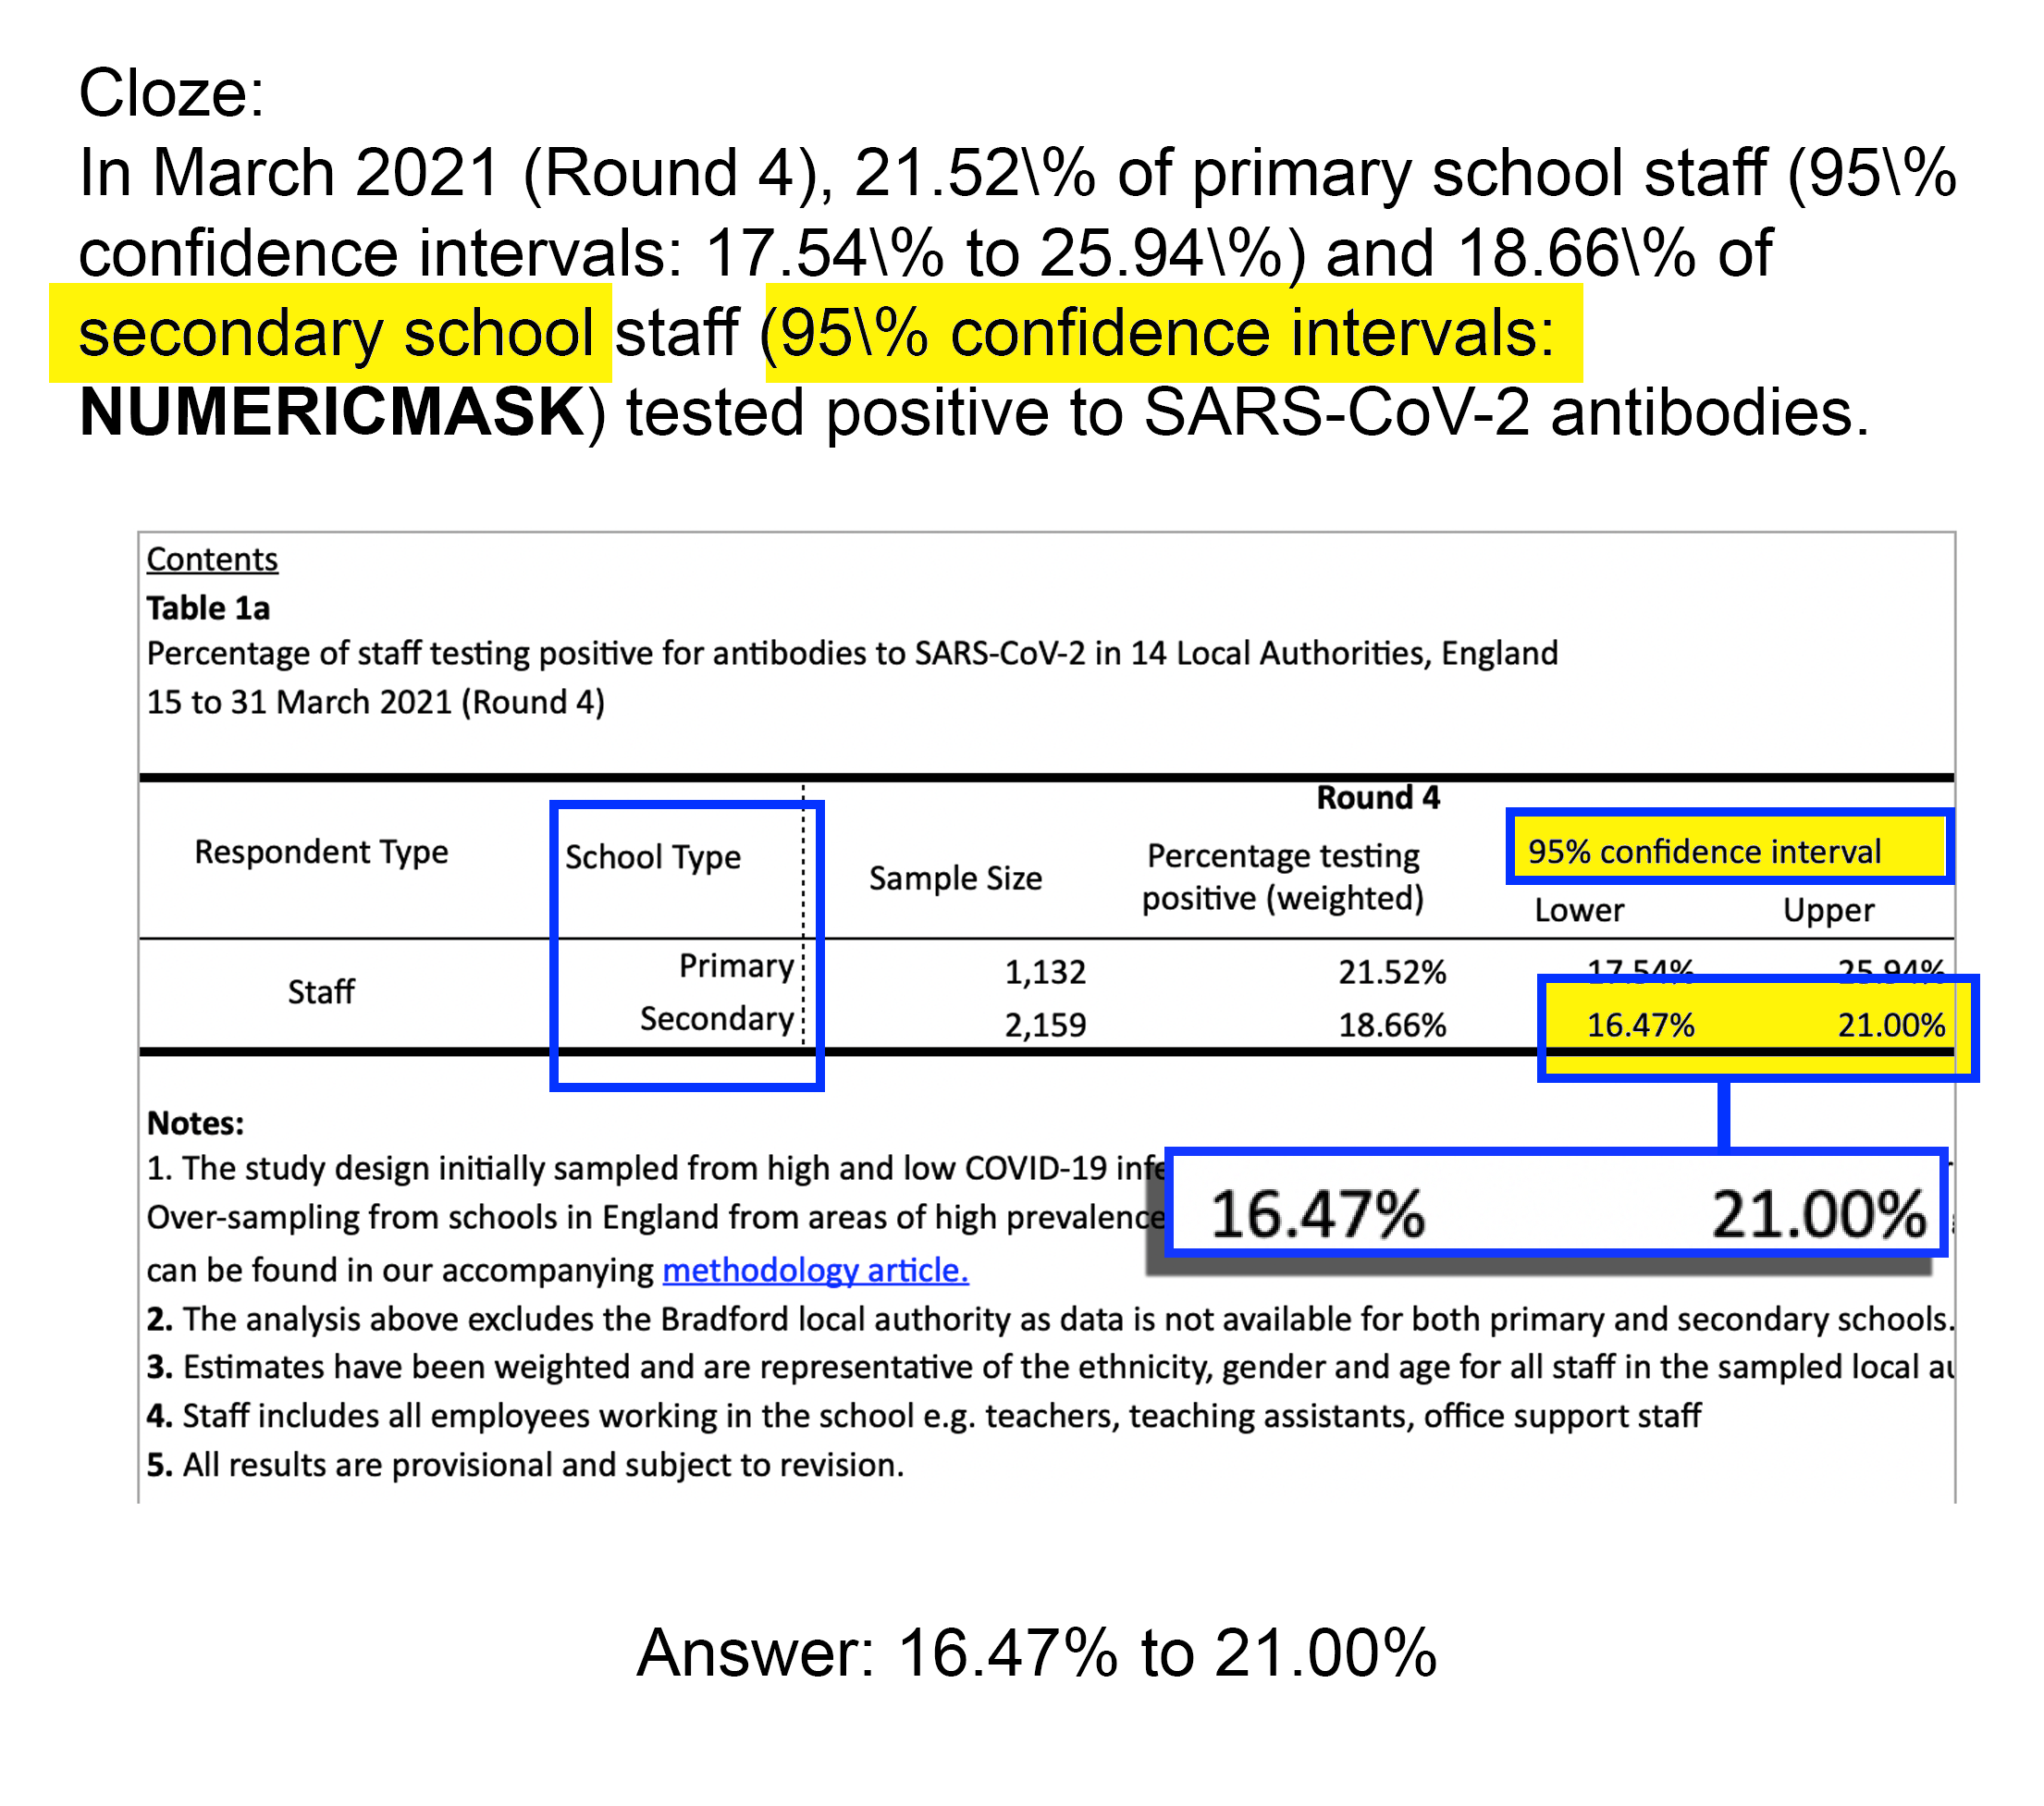 Cloze:
In March 2021 (Round 4), 21.52\% of primary school staff (95\%
confidence intervals: 17.54\% to 25.94\%) and 18.66\% of
secondary school staff (95\% confidence intervals:
NUMERICMASK) tested positive to SARS-CoV-2 antibodies.
Contents
Table 1a
Percentage of staff testing positive for antibodies to SARS-CoV-2 in 14 Local Authorities, England
15 to 31 March 2021 (Round 4)
Round 4
Respondent Type School Type Sample Size Percentage testing 95% confidence interval
positive (weighted) Lower Upper
Primary 1,132 21.52% 17.54% 25.94%
Staff
Secondary 2,159 18.66% 16.47% 21.00%
Notes:
1. The study design initially sampled from high and low COVID-19
Over-sampling from schools in England from areas of high prevalence
16.47% 21.00%
can be found in our accompanying methodology article.
2. The analysis above excludes the Bradford local authority as data is not available for both primary and secondary schools.
3. Estimates have been weighted and are representative of the ethnicity, gender and age for all staff in the sampled local
4. Staff includes all employees working in the school e.g. teachers, teaching assistants, office support staff
5. All results are provisional and subject to revision.
Answer: 16.47% to 21.00%